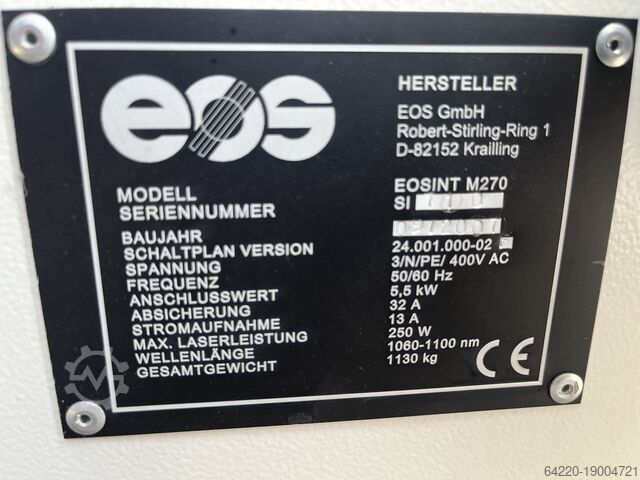 eos
HERSTELLER
EOS GmbH
Robert-Stirling-Ring 1
D-82152 Krailling
MODELL EOSINT M270
SERIENNUMMER SI
BAUJAHR
SCHALTPLAN VERSION 24.001.000-02
SPANNUNG 3/N/PE/ 400V AC
FREQUENZ 50/60 Hz
ANSCHLUSSWERT 5,5 kW
ABSICHERUNG 32 A
STROMAUFNAHME 13 A
MAX. LASERLEISTUNG 250 W
WELLENLÄNGE 1060-1100 nm
GESAMTGEWICHT 1130 kg
CE
64220-19004721